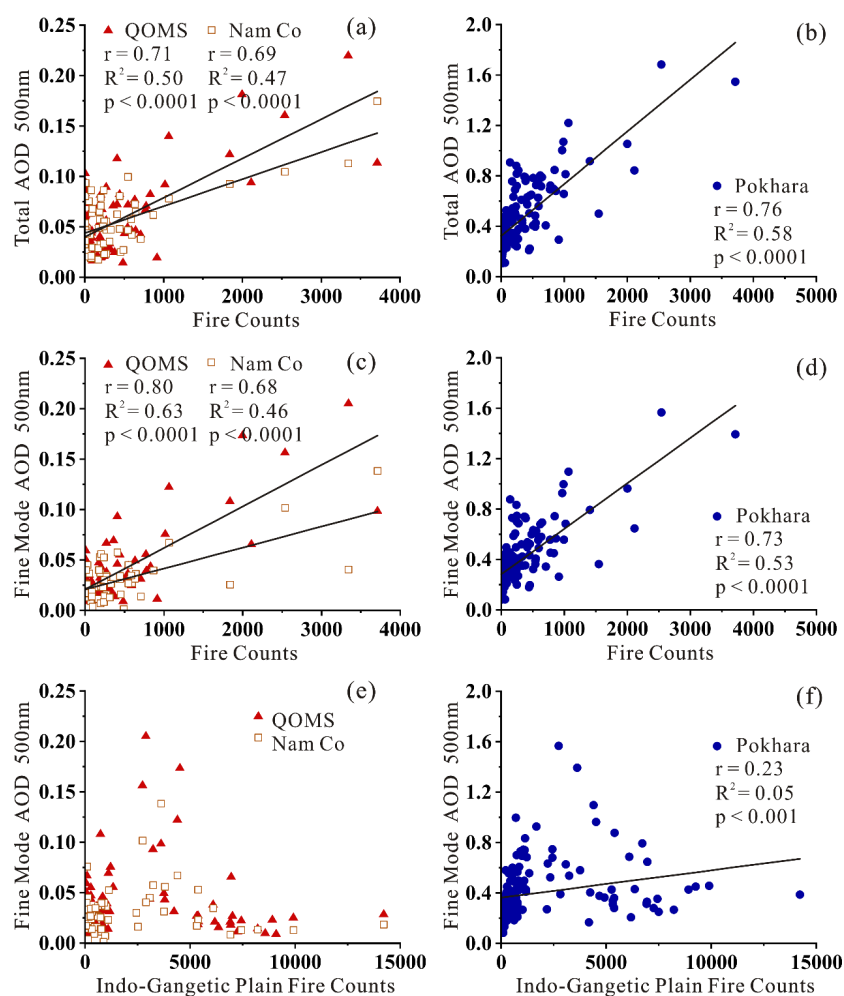 (a)
QOMS Nam Co
r = 0.71 r = 0.69
R² = 0.50 R² = 0.47
p < 0.0001 p < 0.0001
Total AOD 500nm
0.25
0.20
0.15
0.10
0.05
0.00
0 1000 2000 3000 4000
Fire Counts
(b)
Total AOD 500nm
2.0
1.6
1.2
0.8
0.4
0.0
Pokhara
r = 0.76
R² = 0.58
p < 0.0001
0 1000 2000 3000 4000 5000
Fire Counts
(c)
QOMS Nam Co
r = 0.80 r = 0.68
R² = 0.63 R² = 0.46
p < 0.0001 p < 0.0001
Fine Mode AOD 500nm
0.25
0.20
0.15
0.10
0.05
0.00
0 1000 2000 3000 4000
Fire Counts
(d)
Fine Mode AOD 500nm
2.0
1.6
1.2
0.8
0.4
0.0
Pokhara
r = 0.73
R² = 0.53
p < 0.0001
0 1000 2000 3000 4000 5000
Fire Counts
(e)
QOMS
Nam Co
Fine Mode AOD 500nm
0.25
0.20
0.15
0.10
0.05
0.00
0 5000 10000 15000
Indo-Gangetic Plain Fire Counts
(f)
Fine Mode AOD 500nm
2.0
1.6
1.2
0.8
0.4
0.0
Pokhara
r = 0.23
R² = 0.05
p < 0.001
0 5000 10000 15000
Indo-Gangetic Plain Fire Counts